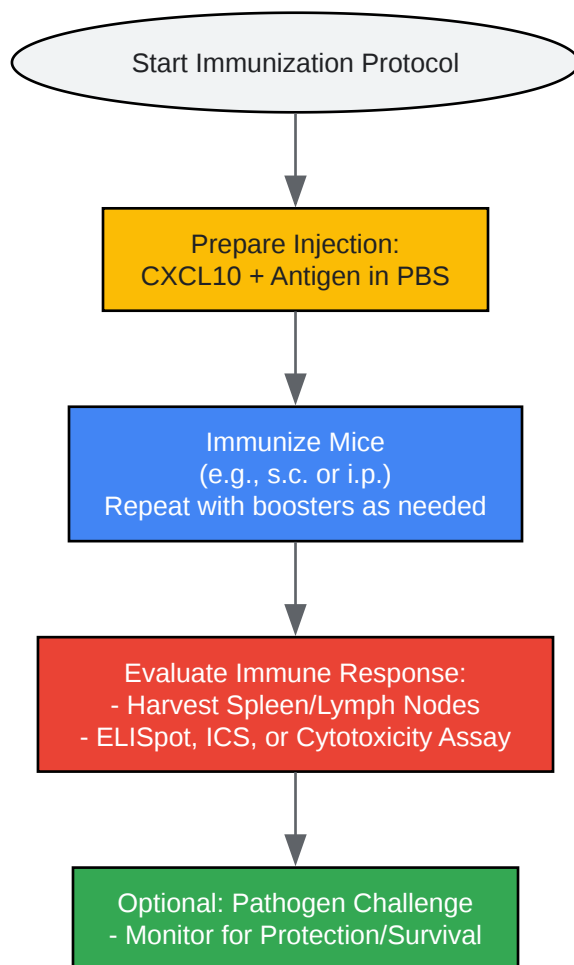 Start Immunization Protocol
Prepare Injection:
CXCL10 + Antigen in PBS
Immunize Mice
(e.g., s.c. or i.p.)
Repeat with boosters as needed
Evaluate Immune Response:
- Harvest Spleen/Lymph Nodes
- ELISpot, ICS, or Cytotoxicity Assay
Optional: Pathogen Challenge
- Monitor for Protection/Survival